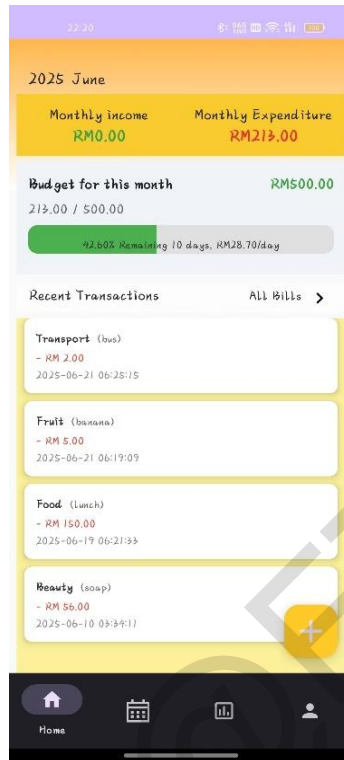 22:20
2025 June
Monthly income Monthly Expenditure
RM0.00 RM213.00
Budget for this month RM500.00
213.00 / 500.00
42.60% Remaining 10 days, RM28.70/day
Recent Transactions All Bills >
Transport (bus)
- RM 2.00
2025-06-21 06:25:15
Fruit (banana)
- RM 5.00
2025-06-21 06:19:09
Food (lunch)
- RM 150.00
2025-06-19 06:21:33
Beauty (soap)
- RM 56.00
2025-06-10 03:34:11
Home